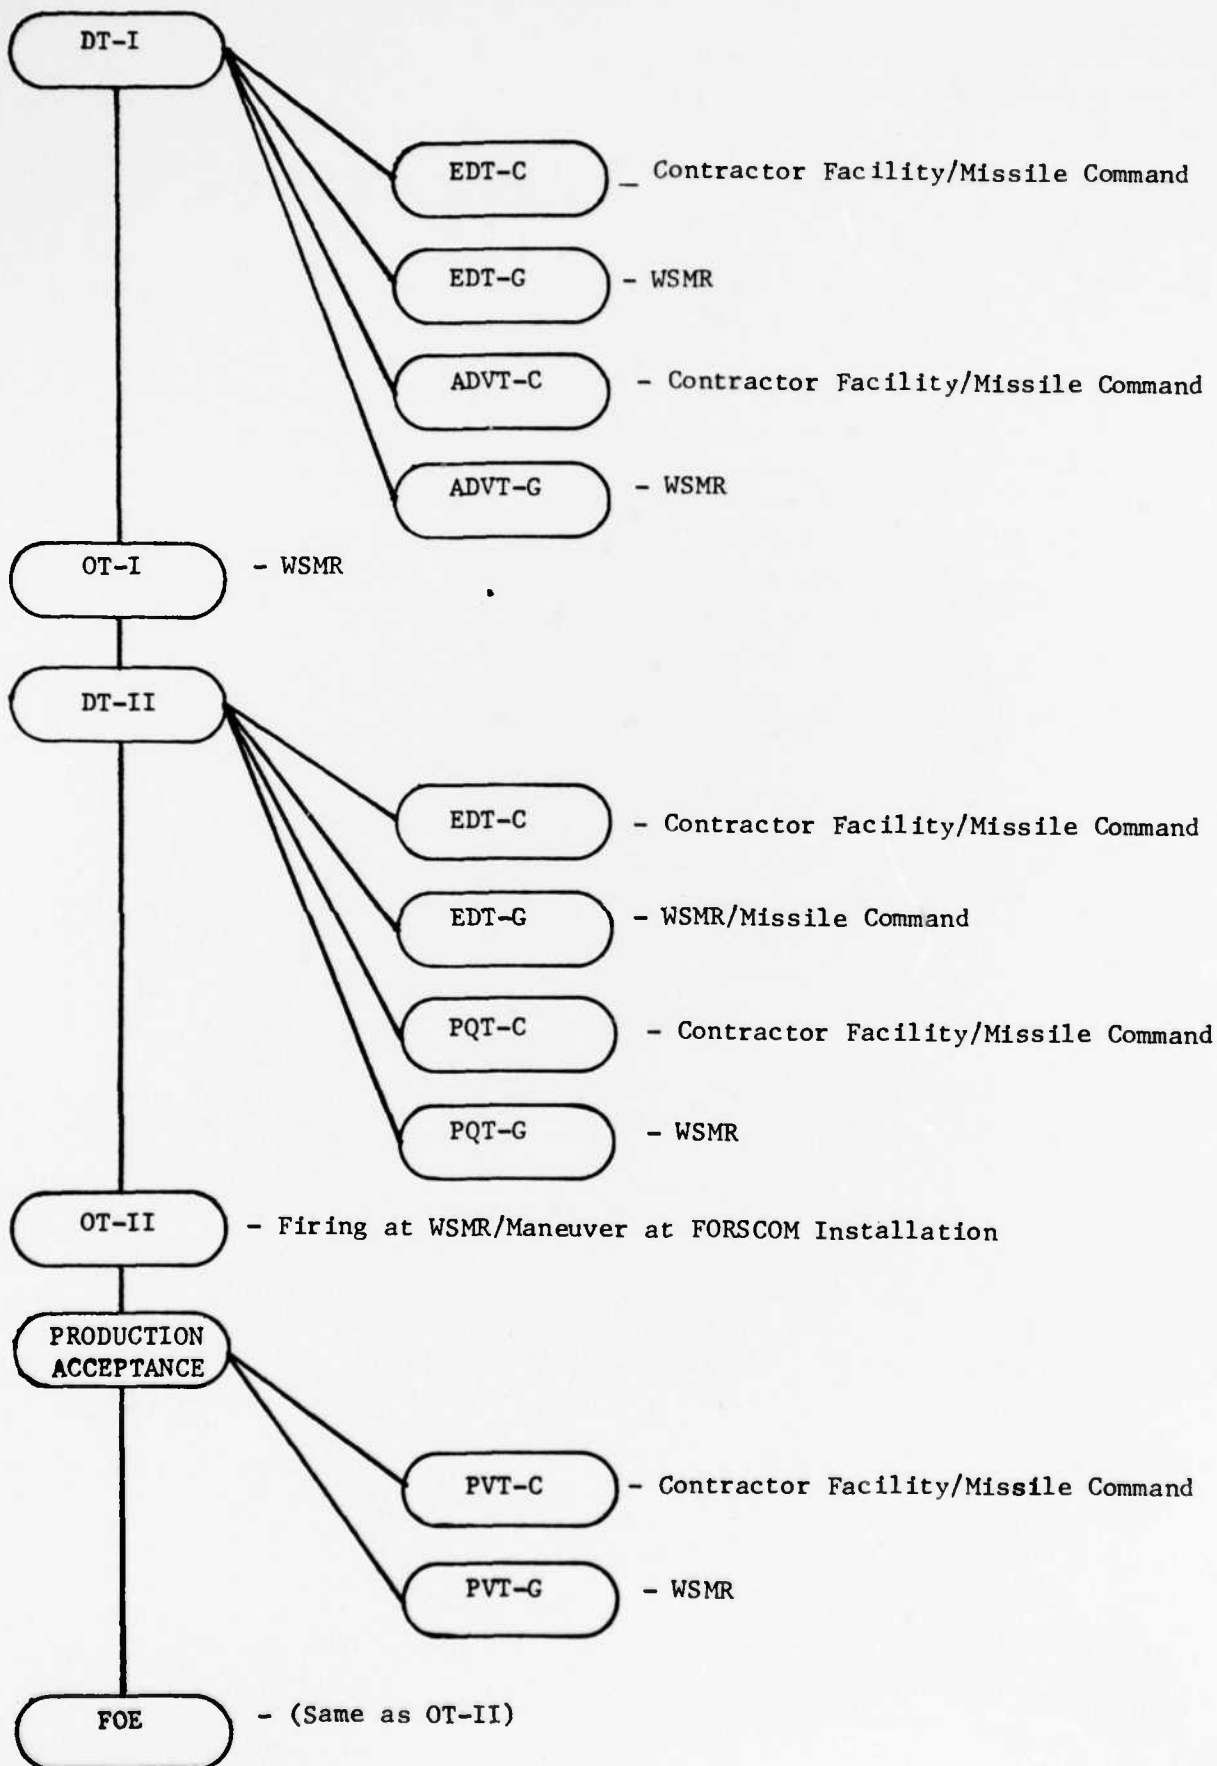 DT-I
EDT-C _ Contractor Facility/Missile Command
EDT-G - WSMR
ADVT-C - Contractor Facility/Missile Command
ADVT-G - WSMR
OT-I - WSMR
DT-II
EDT-C - Contractor Facility/Missile Command
EDT-G - WSMR/Missile Command
PQT-C - Contractor Facility/Missile Command
PQT-G - WSMR
OT-II - Firing at WSMR/Maneuver at FORSCOM Installation
PRODUCTION
ACCEPTANCE
PVT-C - Contractor Facility/Missile Command
PVT-G - WSMR
FOE - (Same as OT-II)